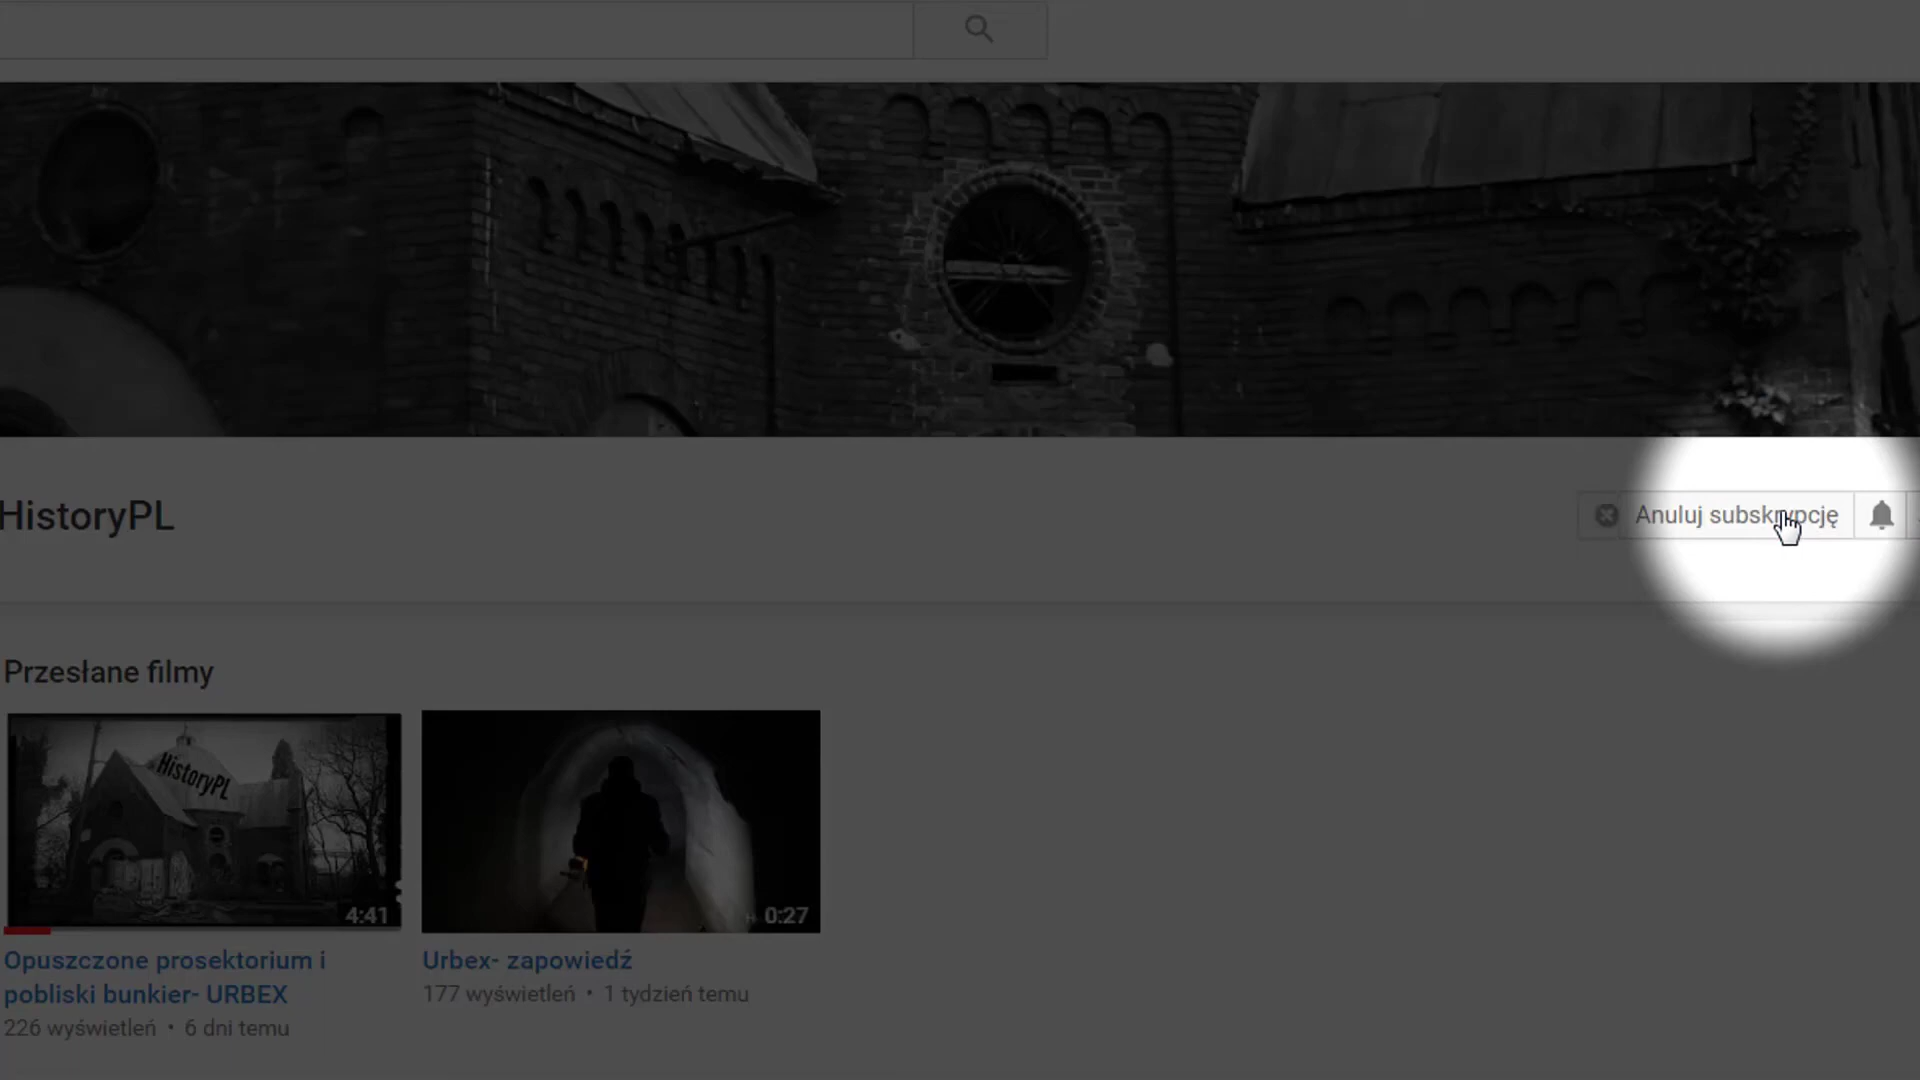 HistoryPL
Anuluj subskrypcję
Przesłane filmy
HistoryPL
4:41
0:27
Opuszczone prosektorium i
pobliski bunkier- URBEX
226 wyświetleń • 6 dni temu
Urbex- zapowiedź
177 wyświetleń • 1 tydzień temu